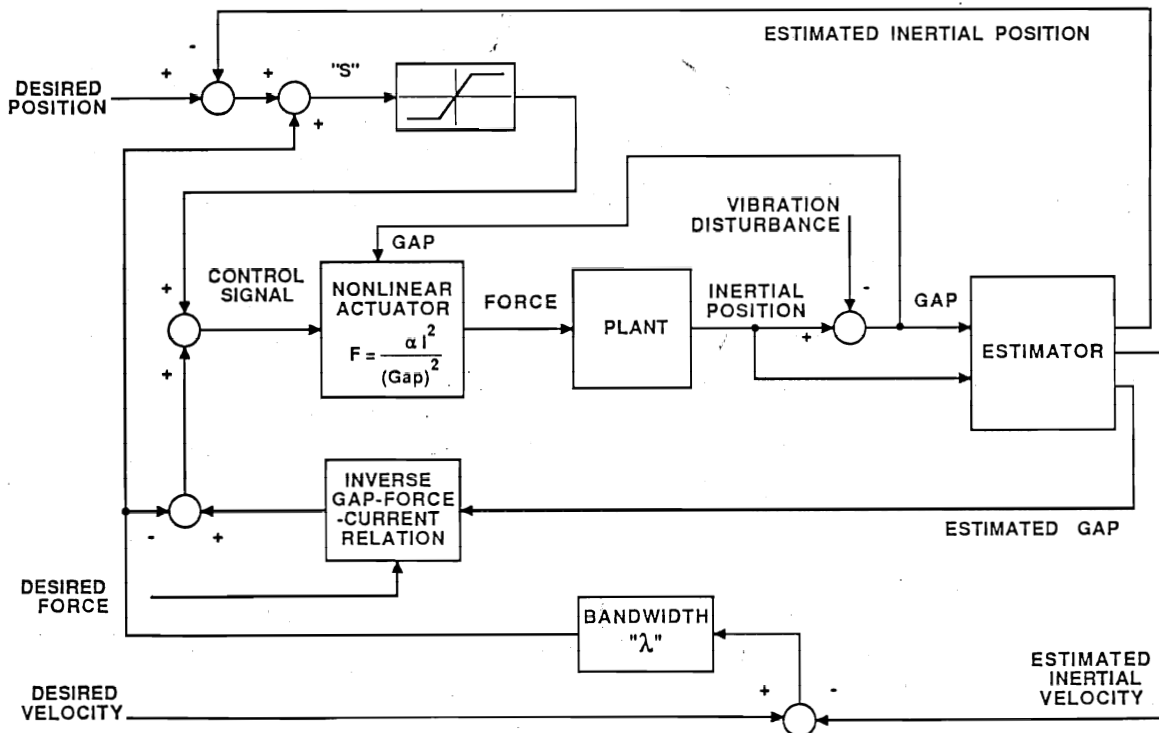 ESTIMATED INERTIAL POSITION
-
+
+
"S"
DESIRED
POSITION
+
VIBRATION
DISTURBANCE
GAP
-
+
CONTROL
SIGNAL
NONLINEAR
ACTUATOR
F = α I² / (Gap)²
FORCE
PLANT
INERTIAL
POSITION
+
GAP
ESTIMATOR
+
INVERSE
GAP-FORCE
-CURRENT
RELATION
ESTIMATED GAP
-
+
DESIRED
FORCE
BANDWIDTH
"λ"
ESTIMATED
INERTIAL
VELOCITY
DESIRED
VELOCITY
+
-